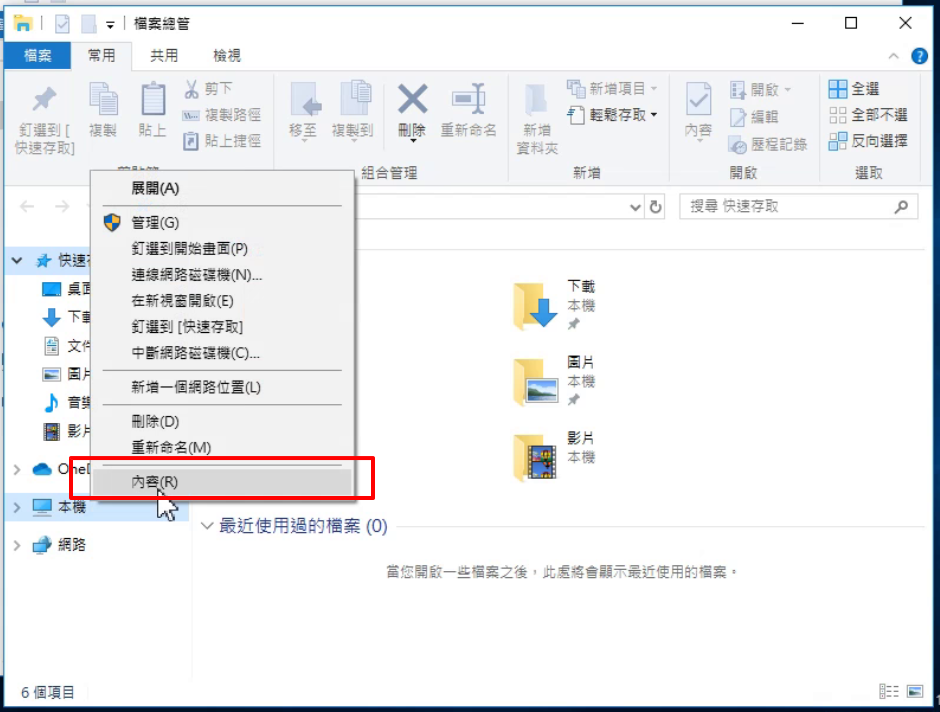 檔案總管
檔案 常用 共用 檢視
釘選到 [
快速存取]
複製
貼上
剪下
複製路徑
貼上捷徑
移至
複製到
刪除
重新命名
組合管理
新增
資料夾
新增項目
輕鬆存取
新增
內容
開啟
編輯
歷程記錄
開啟
全選
全部不選
反向選擇
選取
搜尋 快速存取
展開(A)
管理(G)
釘選到開始畫面(P)
連線網路磁碟機(N)...
在新視窗開啟(E)
釘選到 [快速存取]
中斷網路磁碟機(C)...
新增一個網路位置(L)
刪除(D)
重新命名(M)
內容(R)
快速
桌面
下載
文件
圖片
音樂
影片
OneD
本機
網路
下載
本機
圖片
本機
影片
本機
最近使用過的檔案 (0)
當您開啟一些檔案之後，此處將會顯示最近使用的檔案。
6 個項目